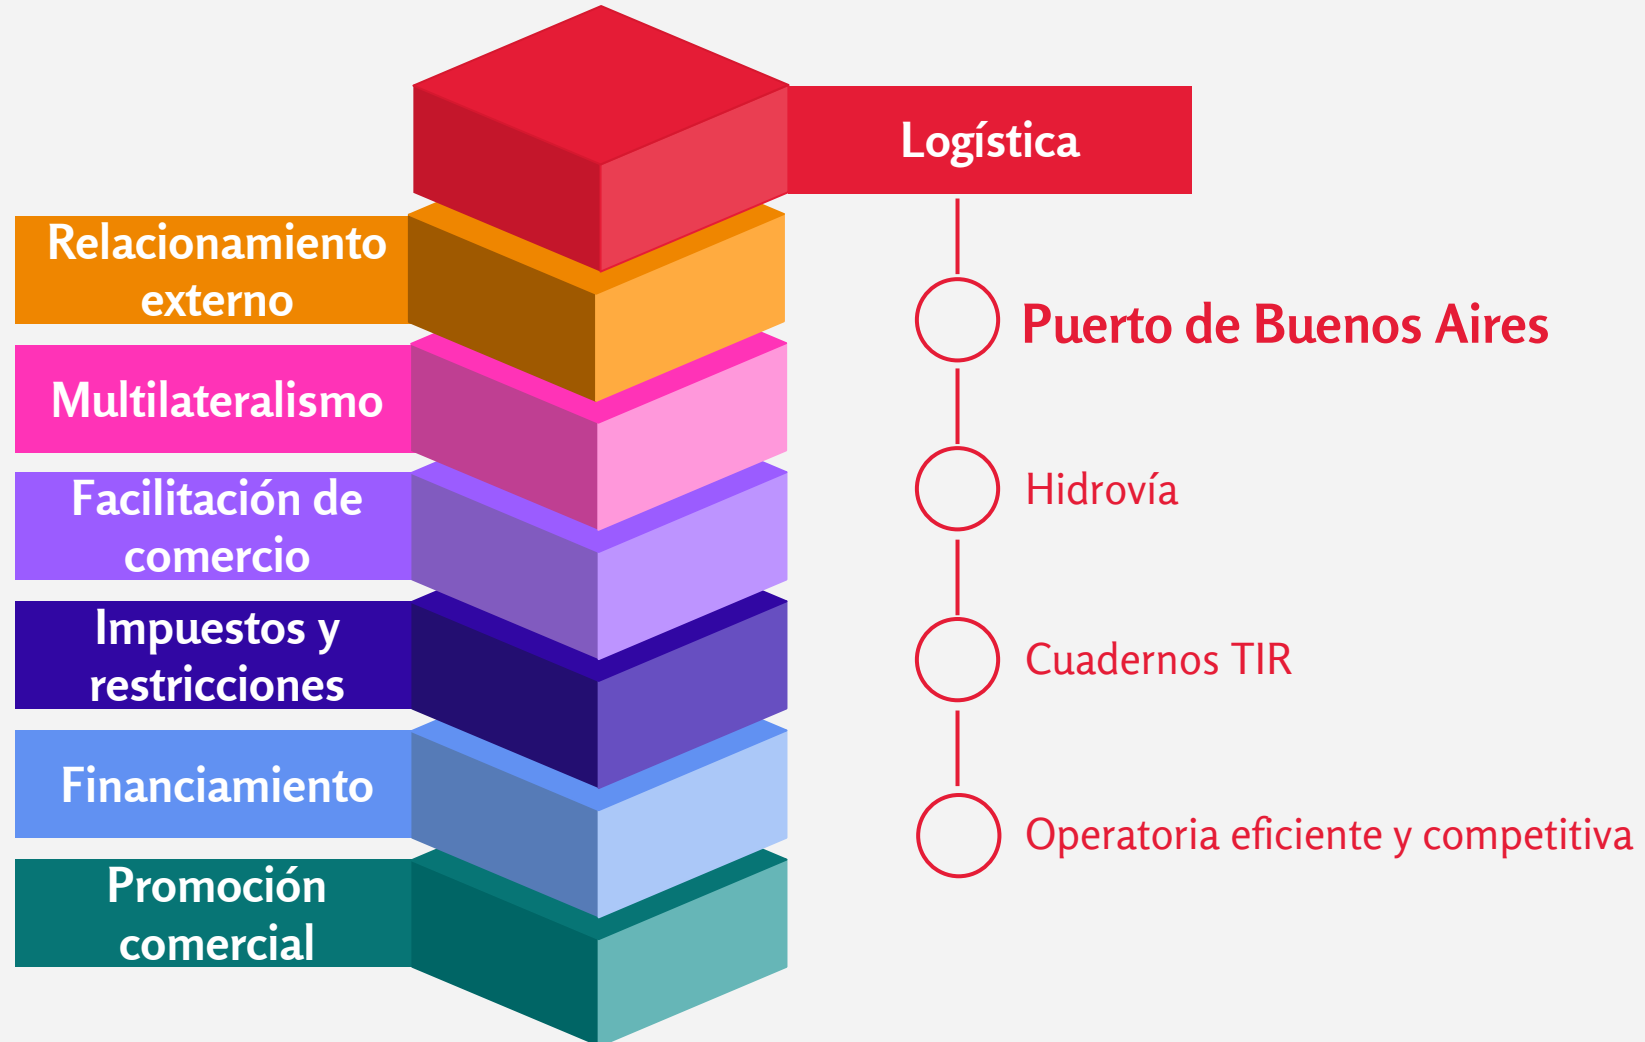 Logística
Relacionamiento
externo
Multilateralismo
Facilitación de
comercio
Impuestos y
restricciones
Financiamiento
Promoción
comercial
Puerto de Buenos Aires
Hidrovía
Cuadernos TIR
Operatoria eficiente y competitiva